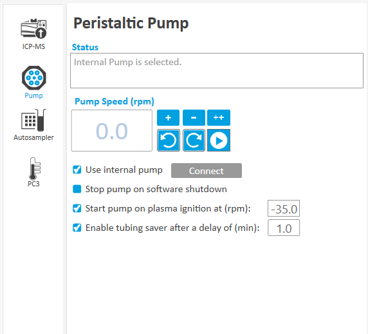 Peristaltic Pump
ICP-MS
Status
Internal Pump is selected.
Pump
Pump Speed (rpm)
0.0
+
-
++
Autosampler
Use internal pump
Connect
PC3
Stop pump on software shutdown
Start pump on plasma ignition at (rpm):
-35.0
Enable tubing saver after a delay of (min):
1.0